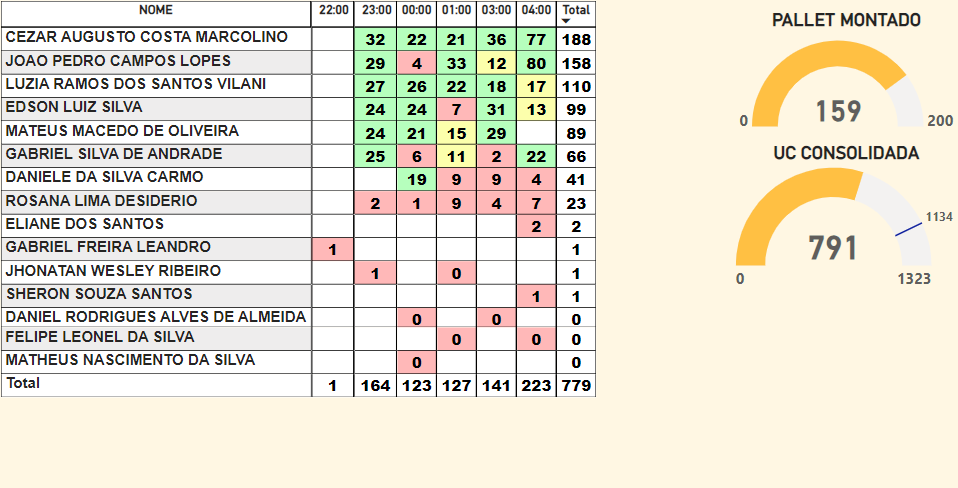 NOME 22:00 23:00 00:00 01:00 03:00 04:00 Total
CEZAR AUGUSTO COSTA MARCOLINO 32 22 21 36 77 188
JOAO PEDRO CAMPOS LOPES 29 4 33 12 80 158
LUZIA RAMOS DOS SANTOS VILANI 27 26 22 18 17 110
EDSON LUIZ SILVA 24 24 7 31 13 99
MATEUS MACEDO DE OLIVEIRA 24 21 15 29 89
GABRIEL SILVA DE ANDRADE 25 6 11 2 22 66
DANIELE DA SILVA CARMO 19 9 9 4 41
ROSANA LIMA DESIDERIO 2 1 9 4 7 23
ELIANE DOS SANTOS 2 2
GABRIEL FREIRA LEANDRO 1 1
JHONATAN WESLEY RIBEIRO 1 0 1
SHERON SOUZA SANTOS 1 1
DANIEL RODRIGUES ALVES DE ALMEIDA 0 0 0
FELIPE LEONEL DA SILVA 0 0 0
MATHEUS NASCIMENTO DA SILVA 0 0
Total 1 164 123 127 141 223 779
PALLET MONTADO
159
0 200
UC CONSOLIDADA
1134
791
0 1323